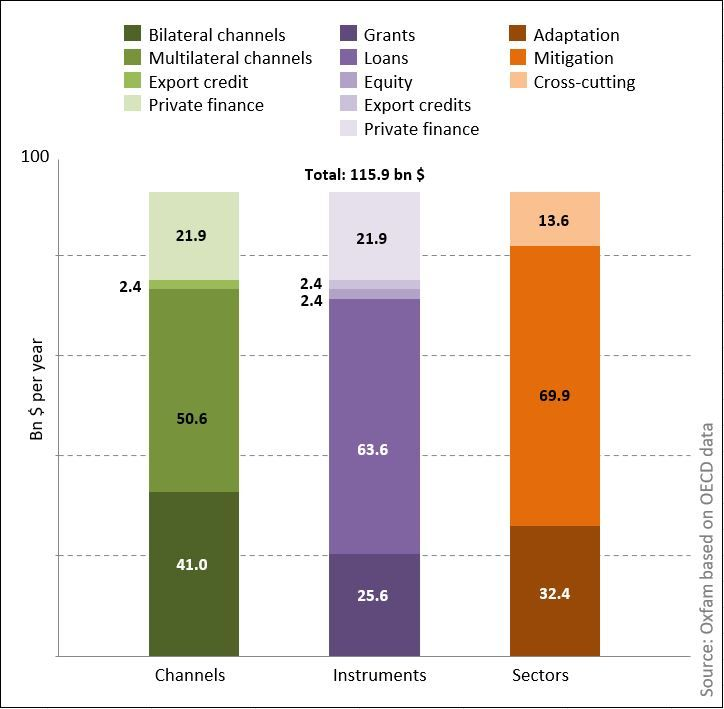 Bilateral channels
Multilateral channels
Export credit
Private finance
Grants
Loans
Equity
Export credits
Private finance
Adaptation
Mitigation
Cross-cutting
100
Total: 115.9 bn $
Bn $ per year
21.9
2.4
50.6
41.0
21.9
2.4
2.4
63.6
25.6
13.6
69.9
32.4
Channels
Instruments
Sectors
Source: Oxfam based on OECD data